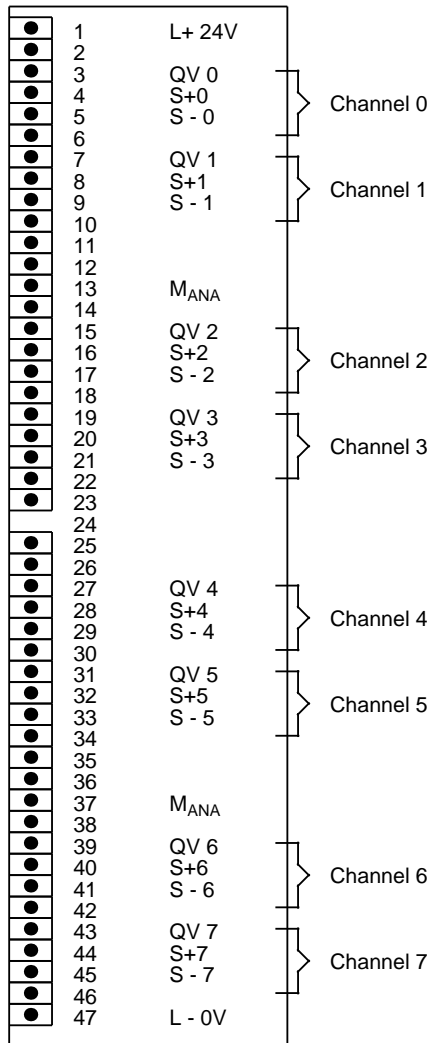 1 L+ 24V
2
3 QV 0
4 S+0 Channel 0
5 S - 0
6
7 QV 1
8 S+1 Channel 1
9 S - 1
10
11
12
13 MANA
14
15 QV 2
16 S+2 Channel 2
17 S - 2
18
19 QV 3
20 S+3 Channel 3
21 S - 3
22
23
24
25
26
27 QV 4
28 S+4 Channel 4
29 S - 4
30
31 QV 5
32 S+5 Channel 5
33 S - 5
34
35
36
37 MANA
38
39 QV 6
40 S+6 Channel 6
41 S - 6
42
43 QV 7
44 S+7 Channel 7
45 S - 7
46
47 L - 0V